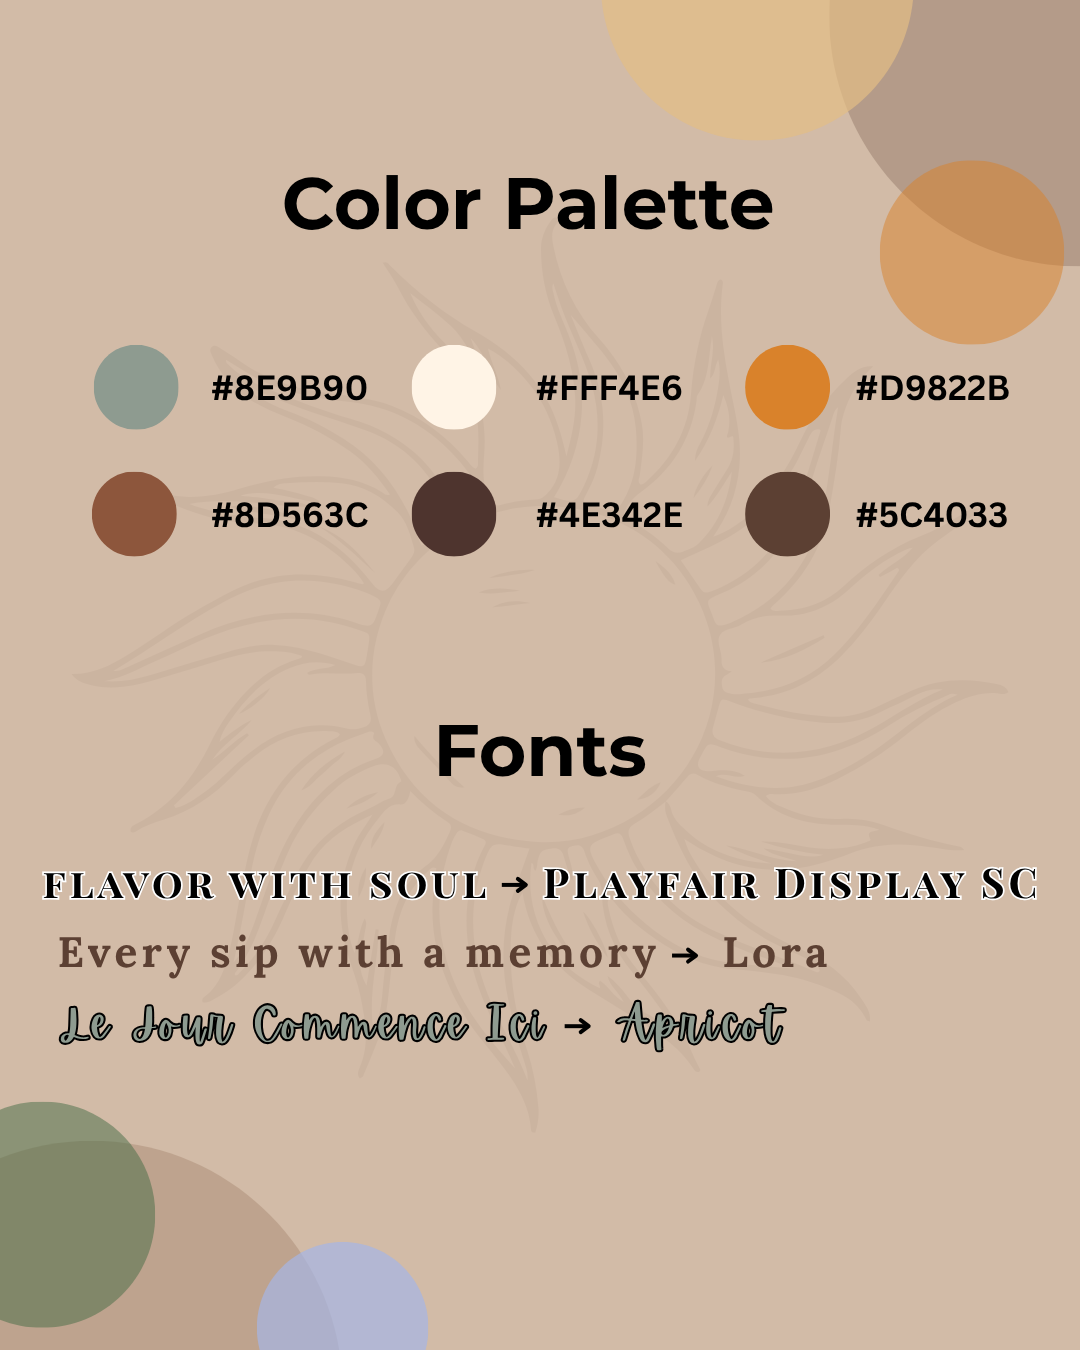 Color Palette
#8E9B90 #FFF4E6 #D9822B
#8D563C #4E342E #5C4033
Fonts
FLAVOR WITH SOUL → PLAYFAIR DISPLAY SC
Every sip with a memory → Lora
Le Jour Commence Ici → Apricot